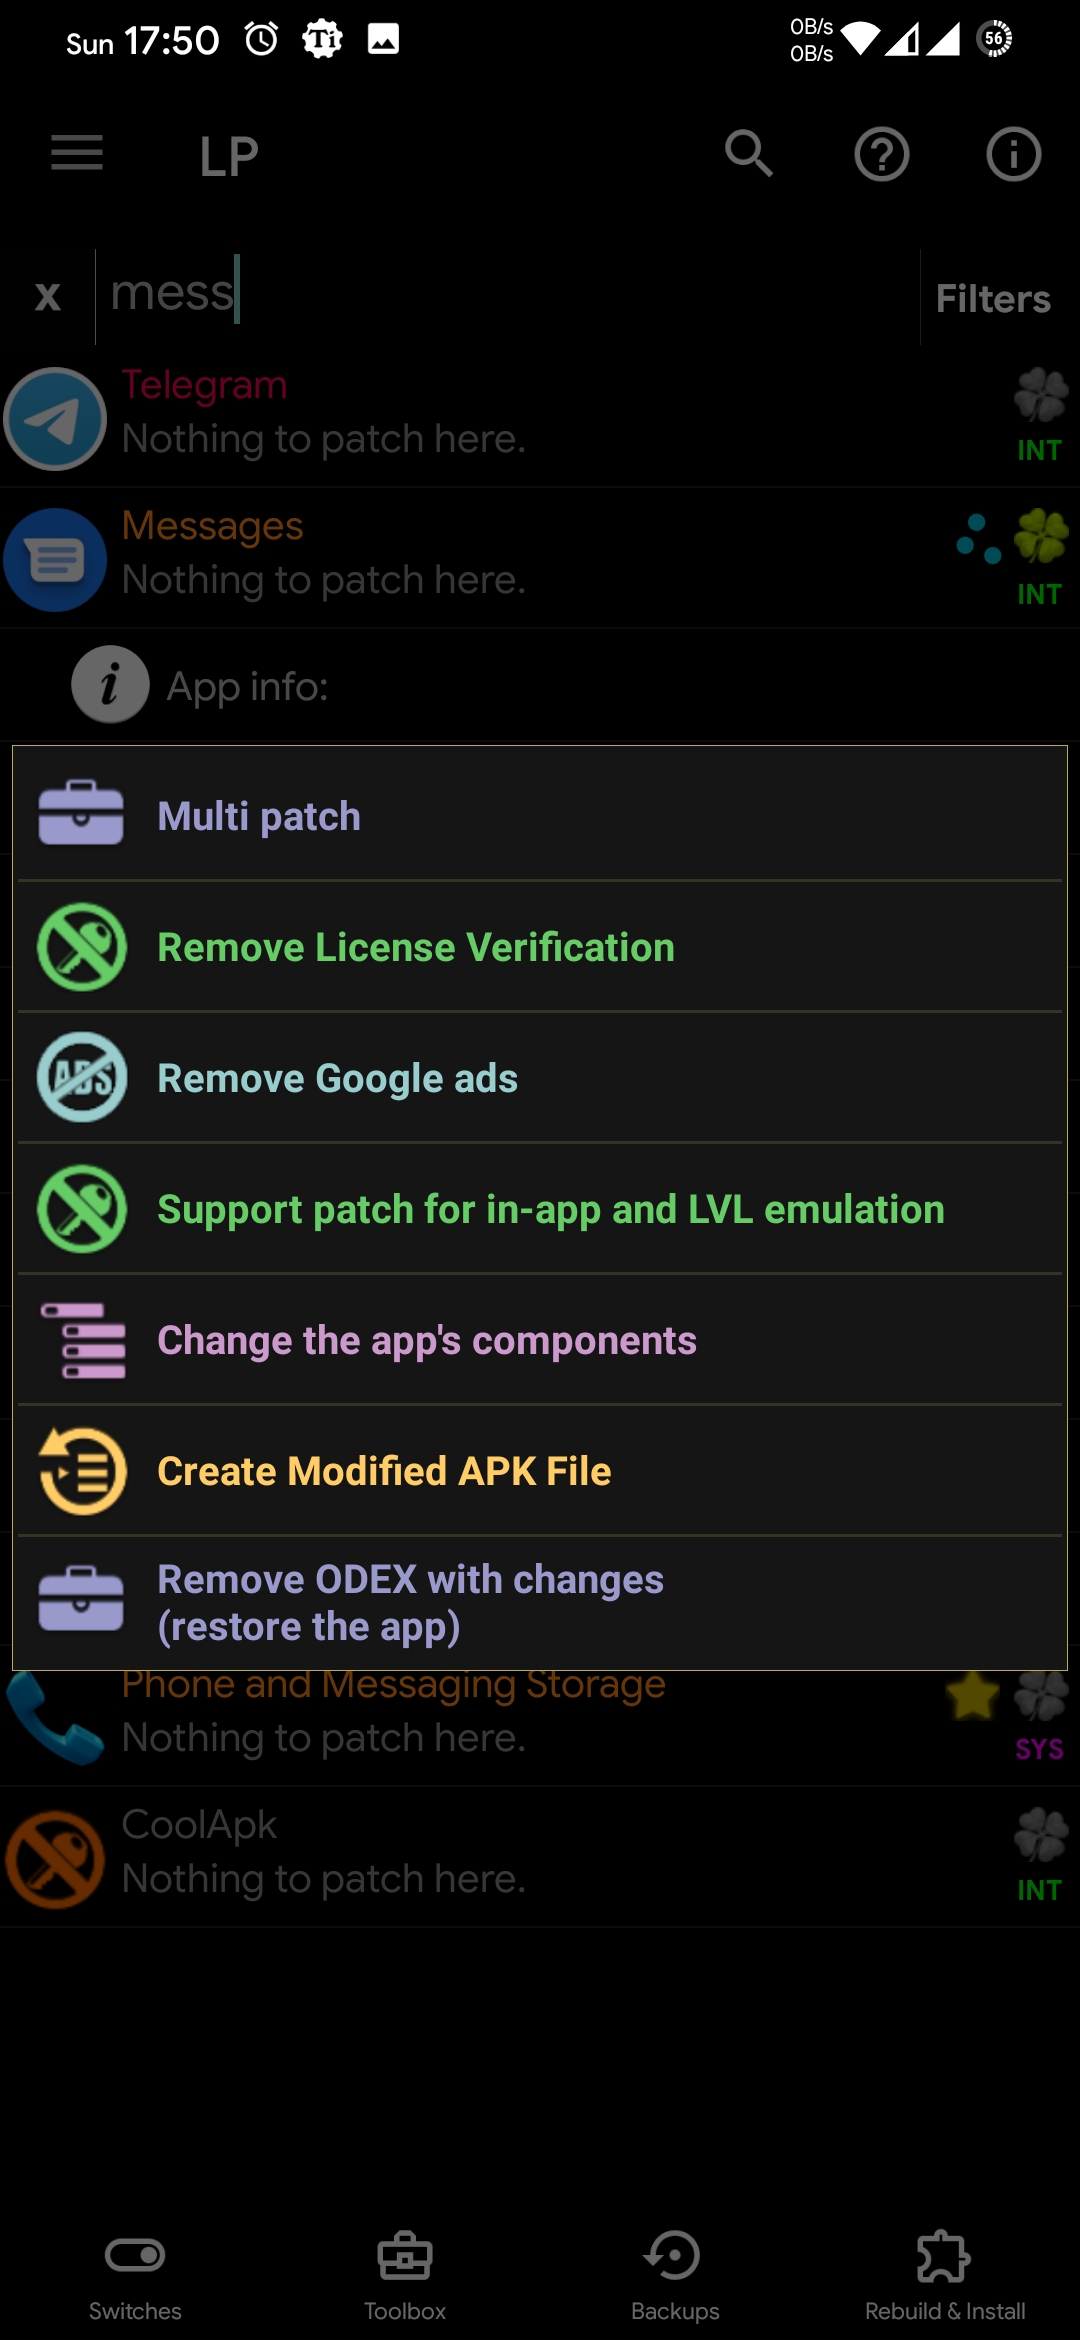 Sun 17:50
Ti
0B/s
0B/s
56
LP
x
mess
Filters
Telegram
Nothing to patch here.
INT
Messages
Nothing to patch here.
INT
i App info:
Multi patch
Remove License Verification
ADS
Remove Google ads
Support patch for in-app and LVL emulation
Change the app's components
Create Modified APK File
Remove ODEX with changes
(restore the app)
Phone and Messaging Storage
Nothing to patch here.
SYS
CoolApk
Nothing to patch here.
INT
Switches
Toolbox
Backups
Rebuild & Install